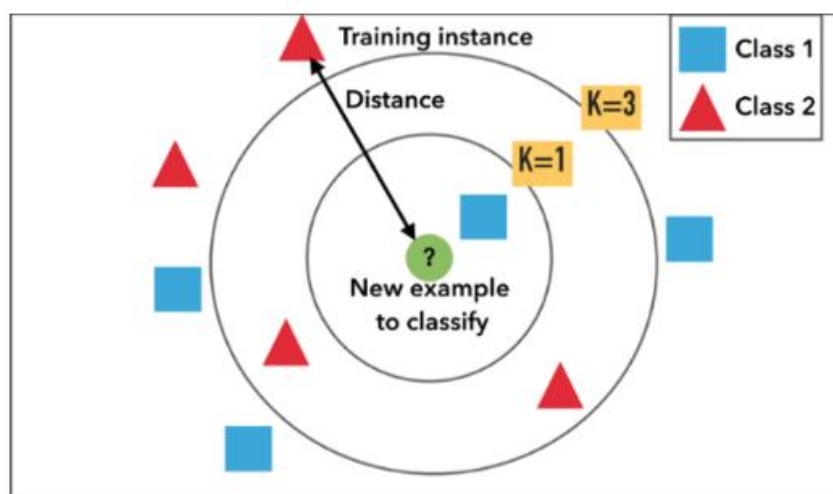 Training instance
Class 1
Distance
K=3
Class 2
K=1
?
New example
to classify